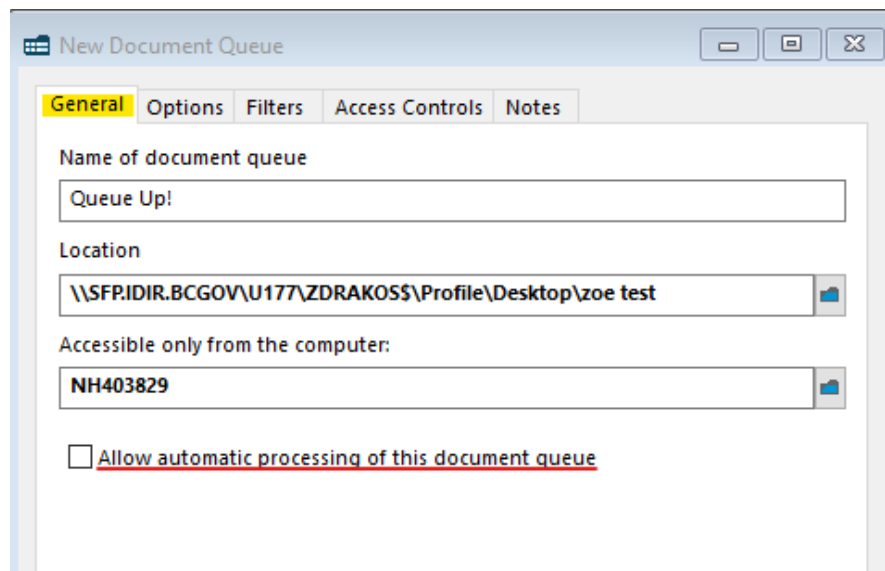 New Document Queue
General Options Filters Access Controls Notes
Name of document queue
Queue Up!
Location
\\SFP.IDIR.BCGOV\U177\ZDRAKOS$\Profile\Desktop\zoe test
Accessible only from the computer:
NH403829
Allow automatic processing of this document queue